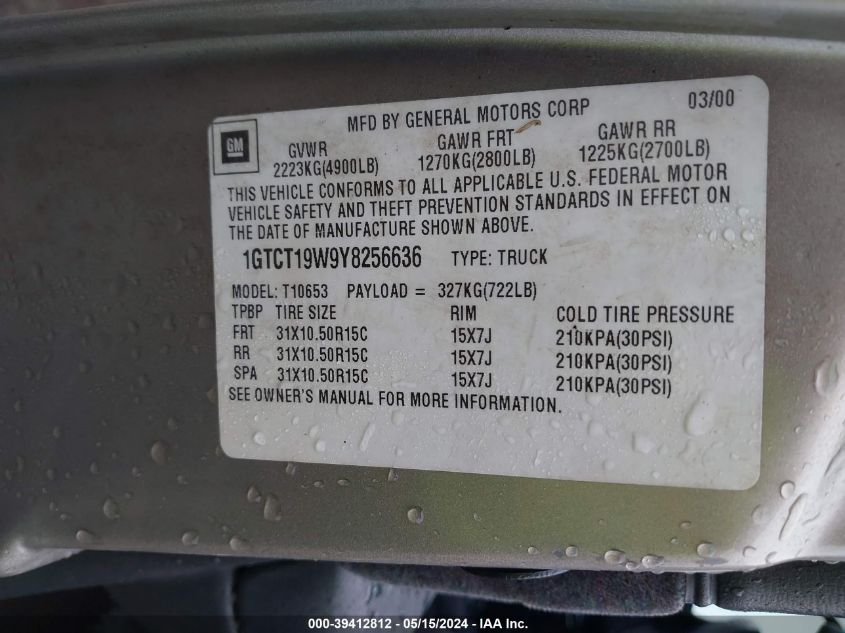 MFD BY GENERAL MOTORS CORP 03/00
GM
GVWR GAWR FRT GAWR RR
2223KG(4900LB) 1270KG(2800LB) 1225KG(2700LB)
THIS VEHICLE CONFORMS TO ALL APPLICABLE U.S. FEDERAL MOTOR
VEHICLE SAFETY AND THEFT PREVENTION STANDARDS IN EFFECT ON
THE DATE OF MANUFACTURE SHOWN ABOVE.
1GTCT19W9Y8256636 TYPE: TRUCK
MODEL: T10653 PAYLOAD = 327KG(722LB)
TPBP TIRE SIZE RIM COLD TIRE PRESSURE
FRT 31X10.50R15C 15X7J 210KPA(30PSI)
RR 31X10.50R15C 15X7J 210KPA(30PSI)
SPA 31X10.50R15C 15X7J 210KPA(30PSI)
SEE OWNER'S MANUAL FOR MORE INFORMATION.
000-39412812 - 05/15/2024 - IAA Inc.